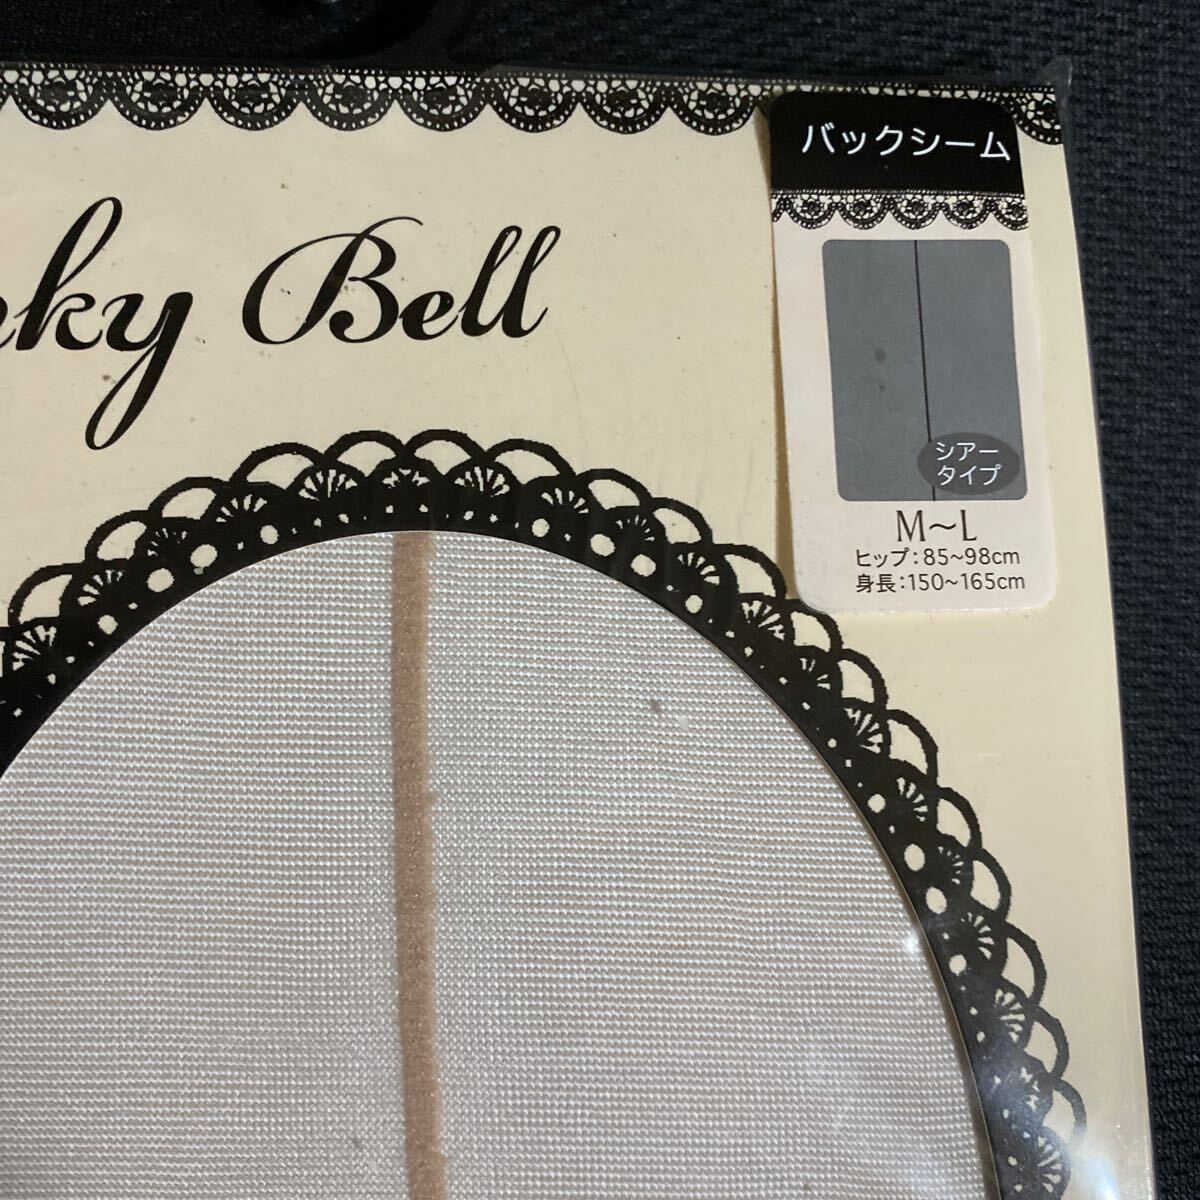 バックシーム
Bell
シアー
タイプ
M～L
ヒップ：85~98cm
身長：150~165cm